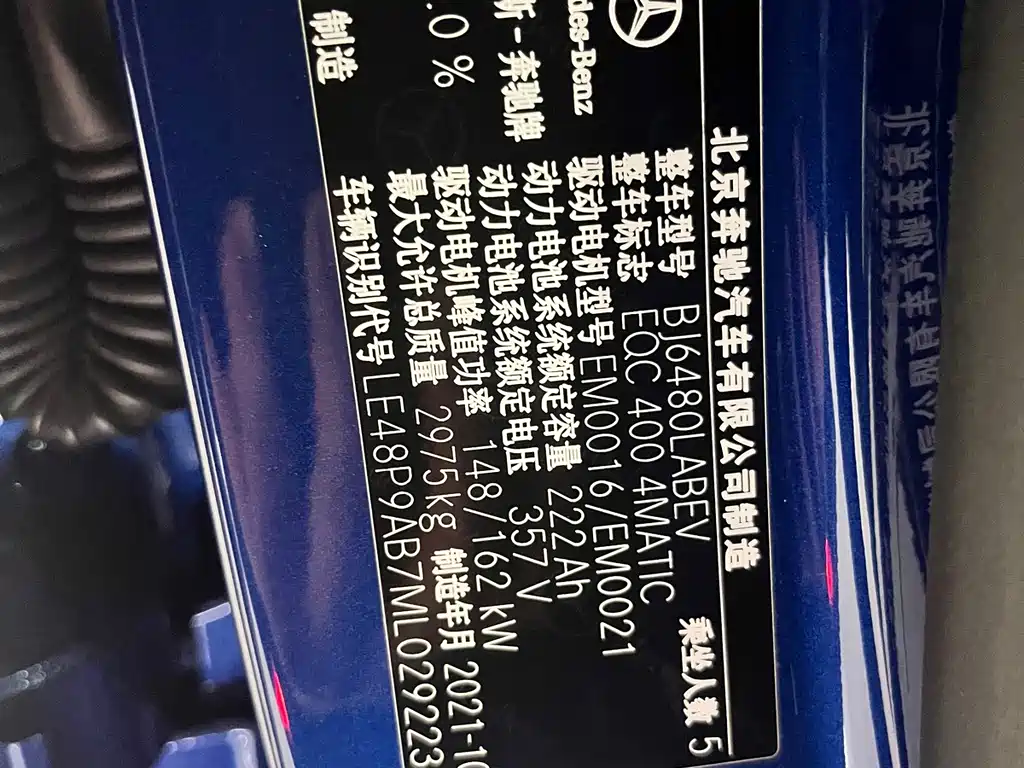 北京奔驰汽车有限公司制造
整车型号 BJ6480LABEV 乘坐人数 5
整车标志 EQC 400 4MATIC
驱动电机型号 EM0016/EM0021
动力电池系统额定容量 222Ah
动力电池系统额定电压 357 V
驱动电机峰值功率 148/162 kW
最大允许总质量 2975kg 制造年月 2021-10
车辆识别代号 LE48P9AB7ML029223
des-Benz
斯-奔驰牌
.0 %
制造